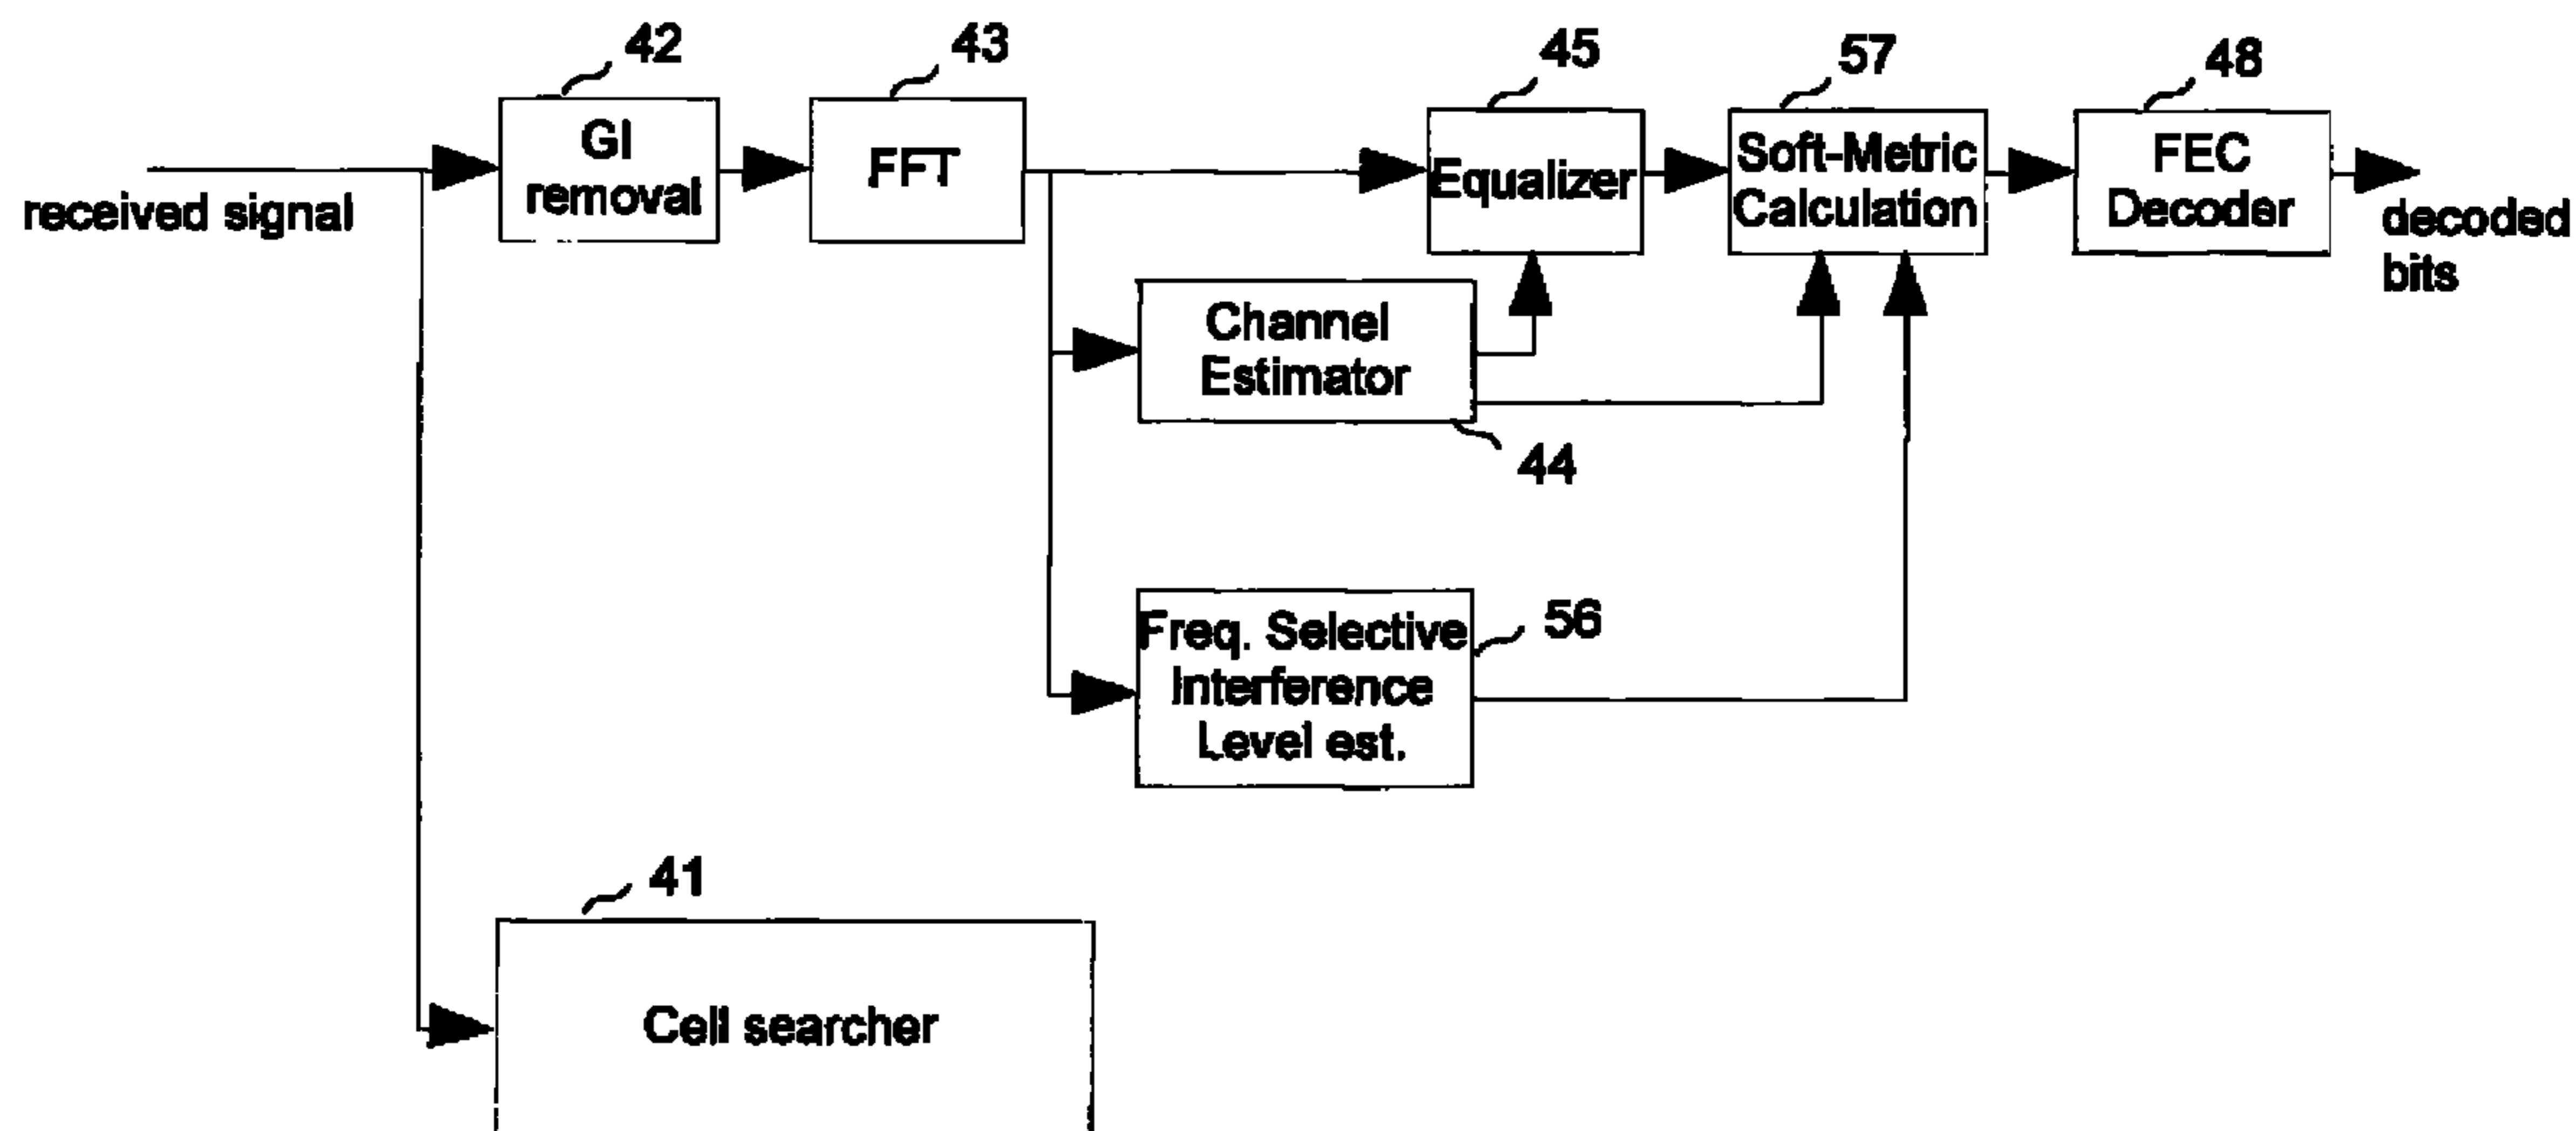 42
43
45
57
48
GI
removal
FFT
Equalizer
Soft-Metric
Calculation
FEC
Decoder
received signal
decoded
bits
Channel
Estimator
44
Freq. Selective
Interference
Level est.
56
41
Cell searcher